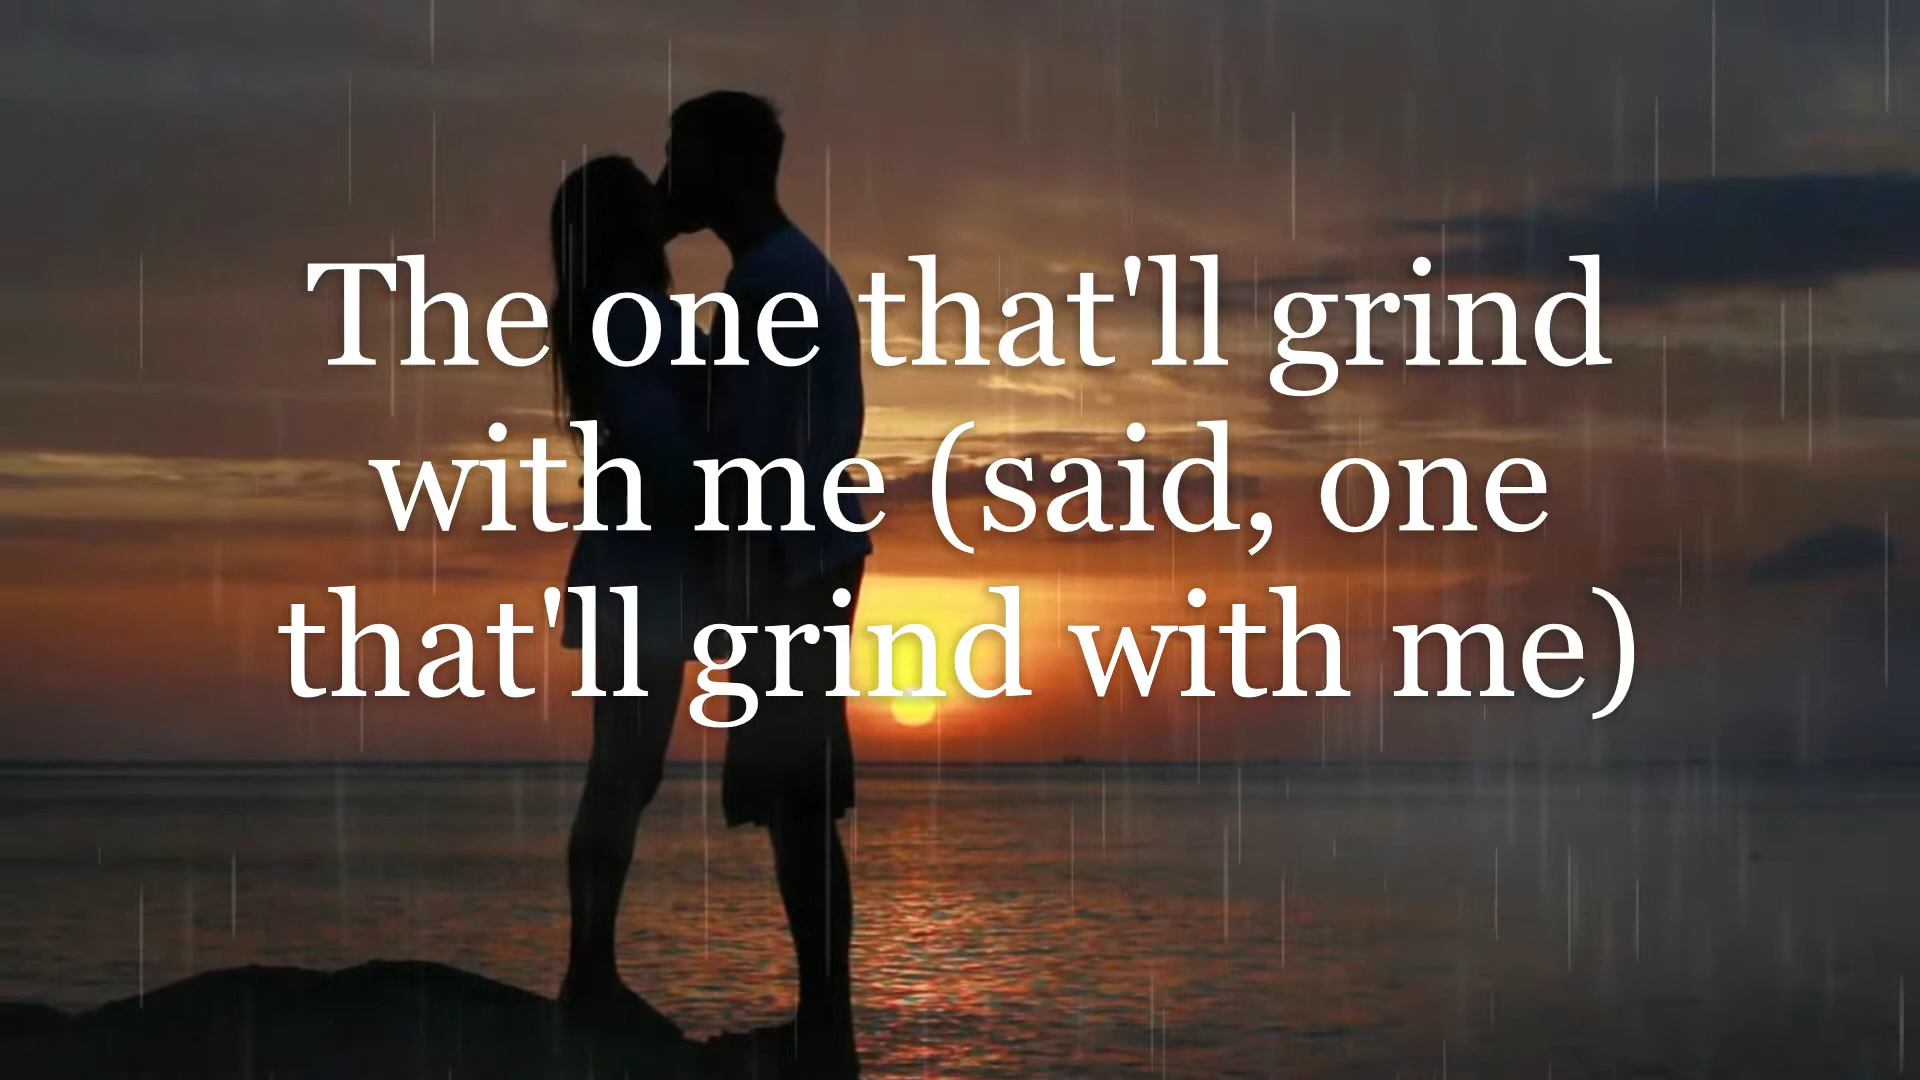 The one that'll grind
with me (said, one
that'll grind with me)